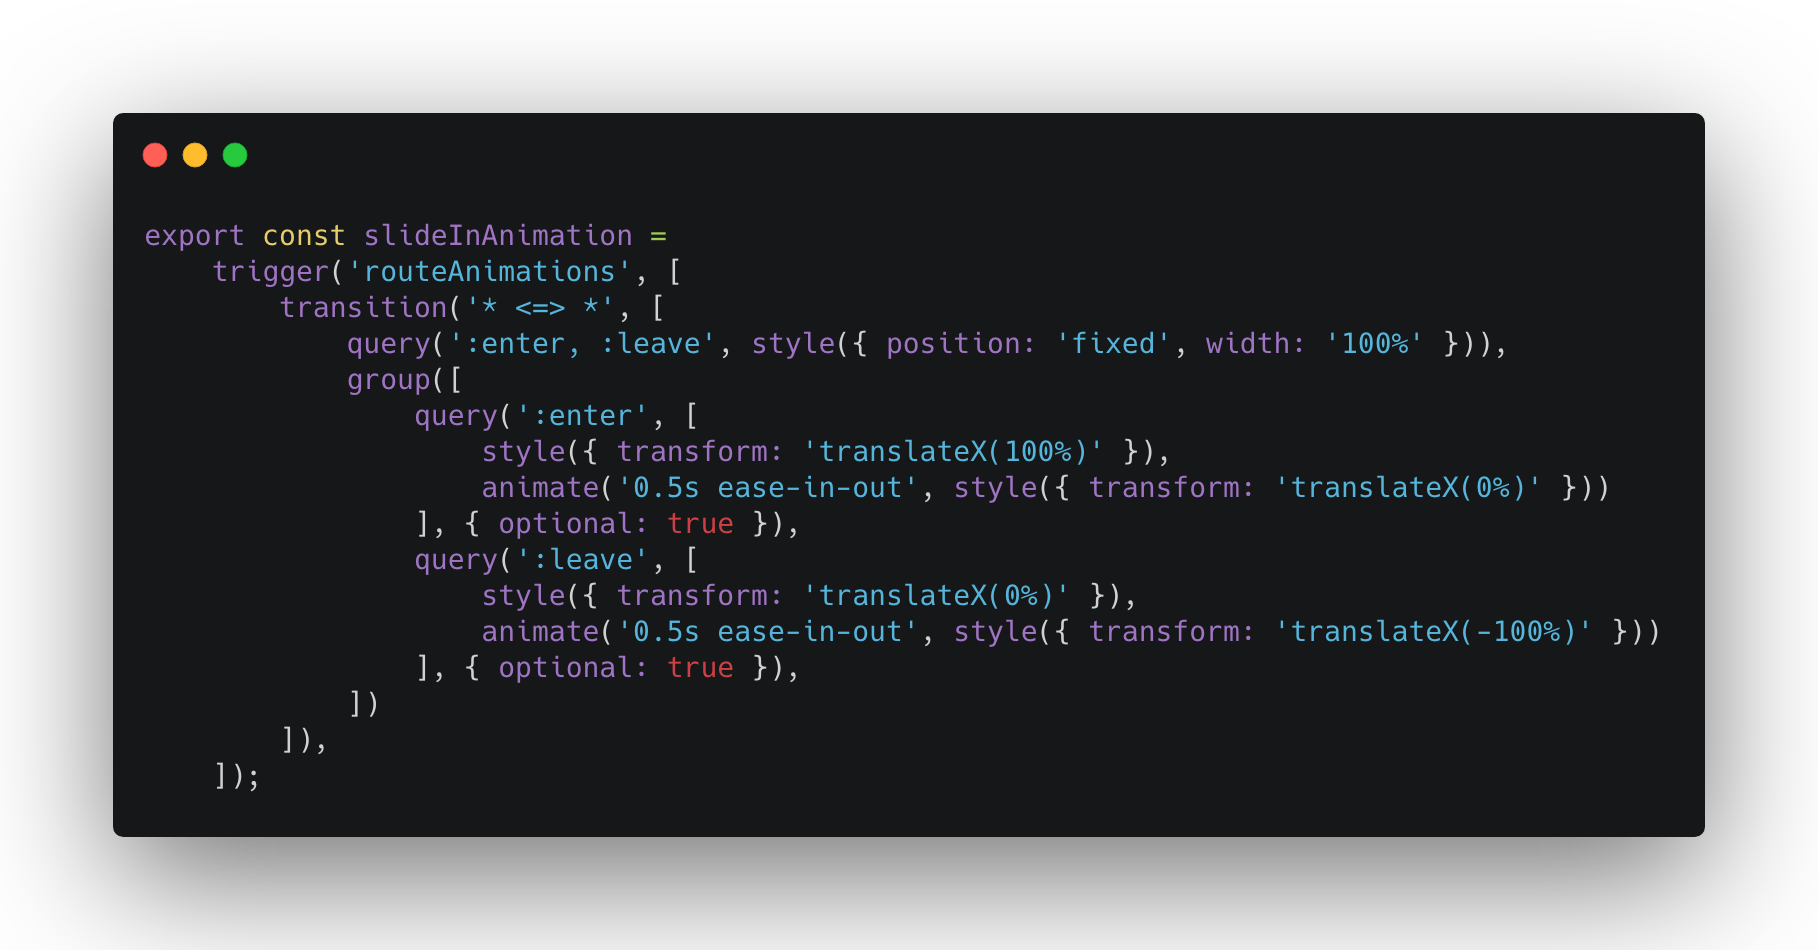 export const slideInAnimation =
    trigger('routeAnimations', [
        transition('* <=> *', [
            query(':enter, :leave', style({ position: 'fixed', width: '100%' })),
            group([
                query(':enter', [
                    style({ transform: 'translateX(100%)' }),
                    animate('0.5s ease-in-out', style({ transform: 'translateX(0%)' }))
                ], { optional: true }),
                query(':leave', [
                    style({ transform: 'translateX(0%)' }),
                    animate('0.5s ease-in-out', style({ transform: 'translateX(-100%)' }))
                ], { optional: true }),
            ])
        ]),
    ]);